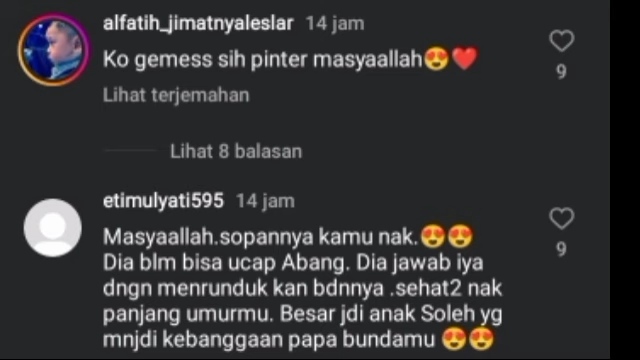 alfatih_jimatnyaleslar 14 jam
Ko gemess sih pinter masyaallah😍❤️
9
Lihat terjemahan
Lihat 8 balasan
etimulyati595 14 jam
Masyaallah.sopannya kamu nak.😍😍
Dia blm bisa ucap Abang. Dia jawab iya
9
dngn menrunduk kan bdnnya .sehat2 nak
panjang umurmu. Besar jdi anak Soleh yg
mnjdi kebanggaan papa bundamu 😍😍